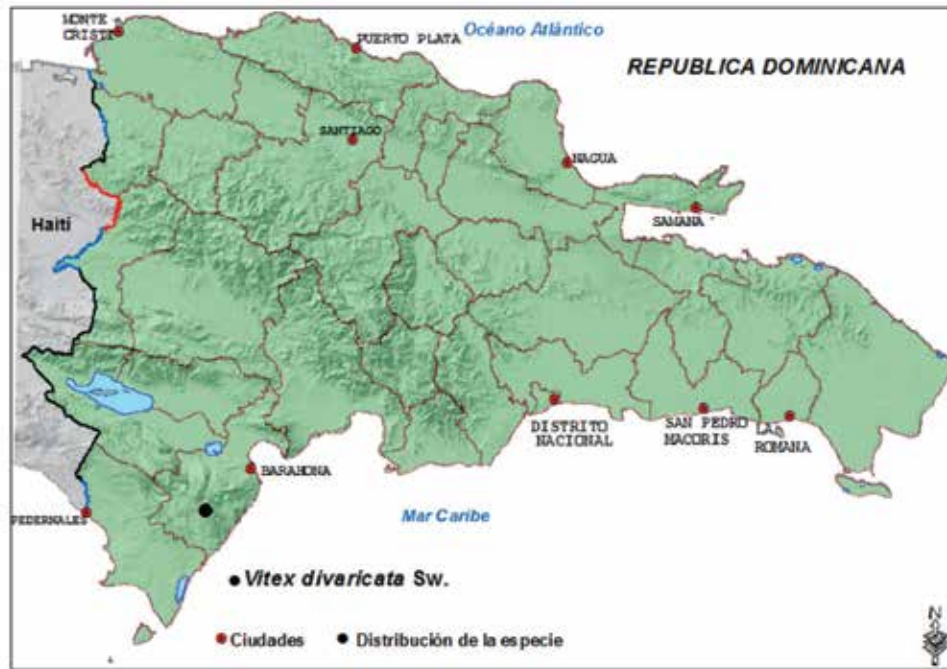 MONTE
CRISTI
PUERTO PLATA
Océano Atlántico
REPUBLICA DOMINICANA
SANTIAGO
NAGUA
SAMANA
Haití
DISTRITO
NACIONAL
SAN PEDRO
MACORIS
LA
ROMANA
BARAHONA
PEDERNALES
Mar Caribe
Vitex divaricata Sw.
Ciudades
Distribución de la especie
N